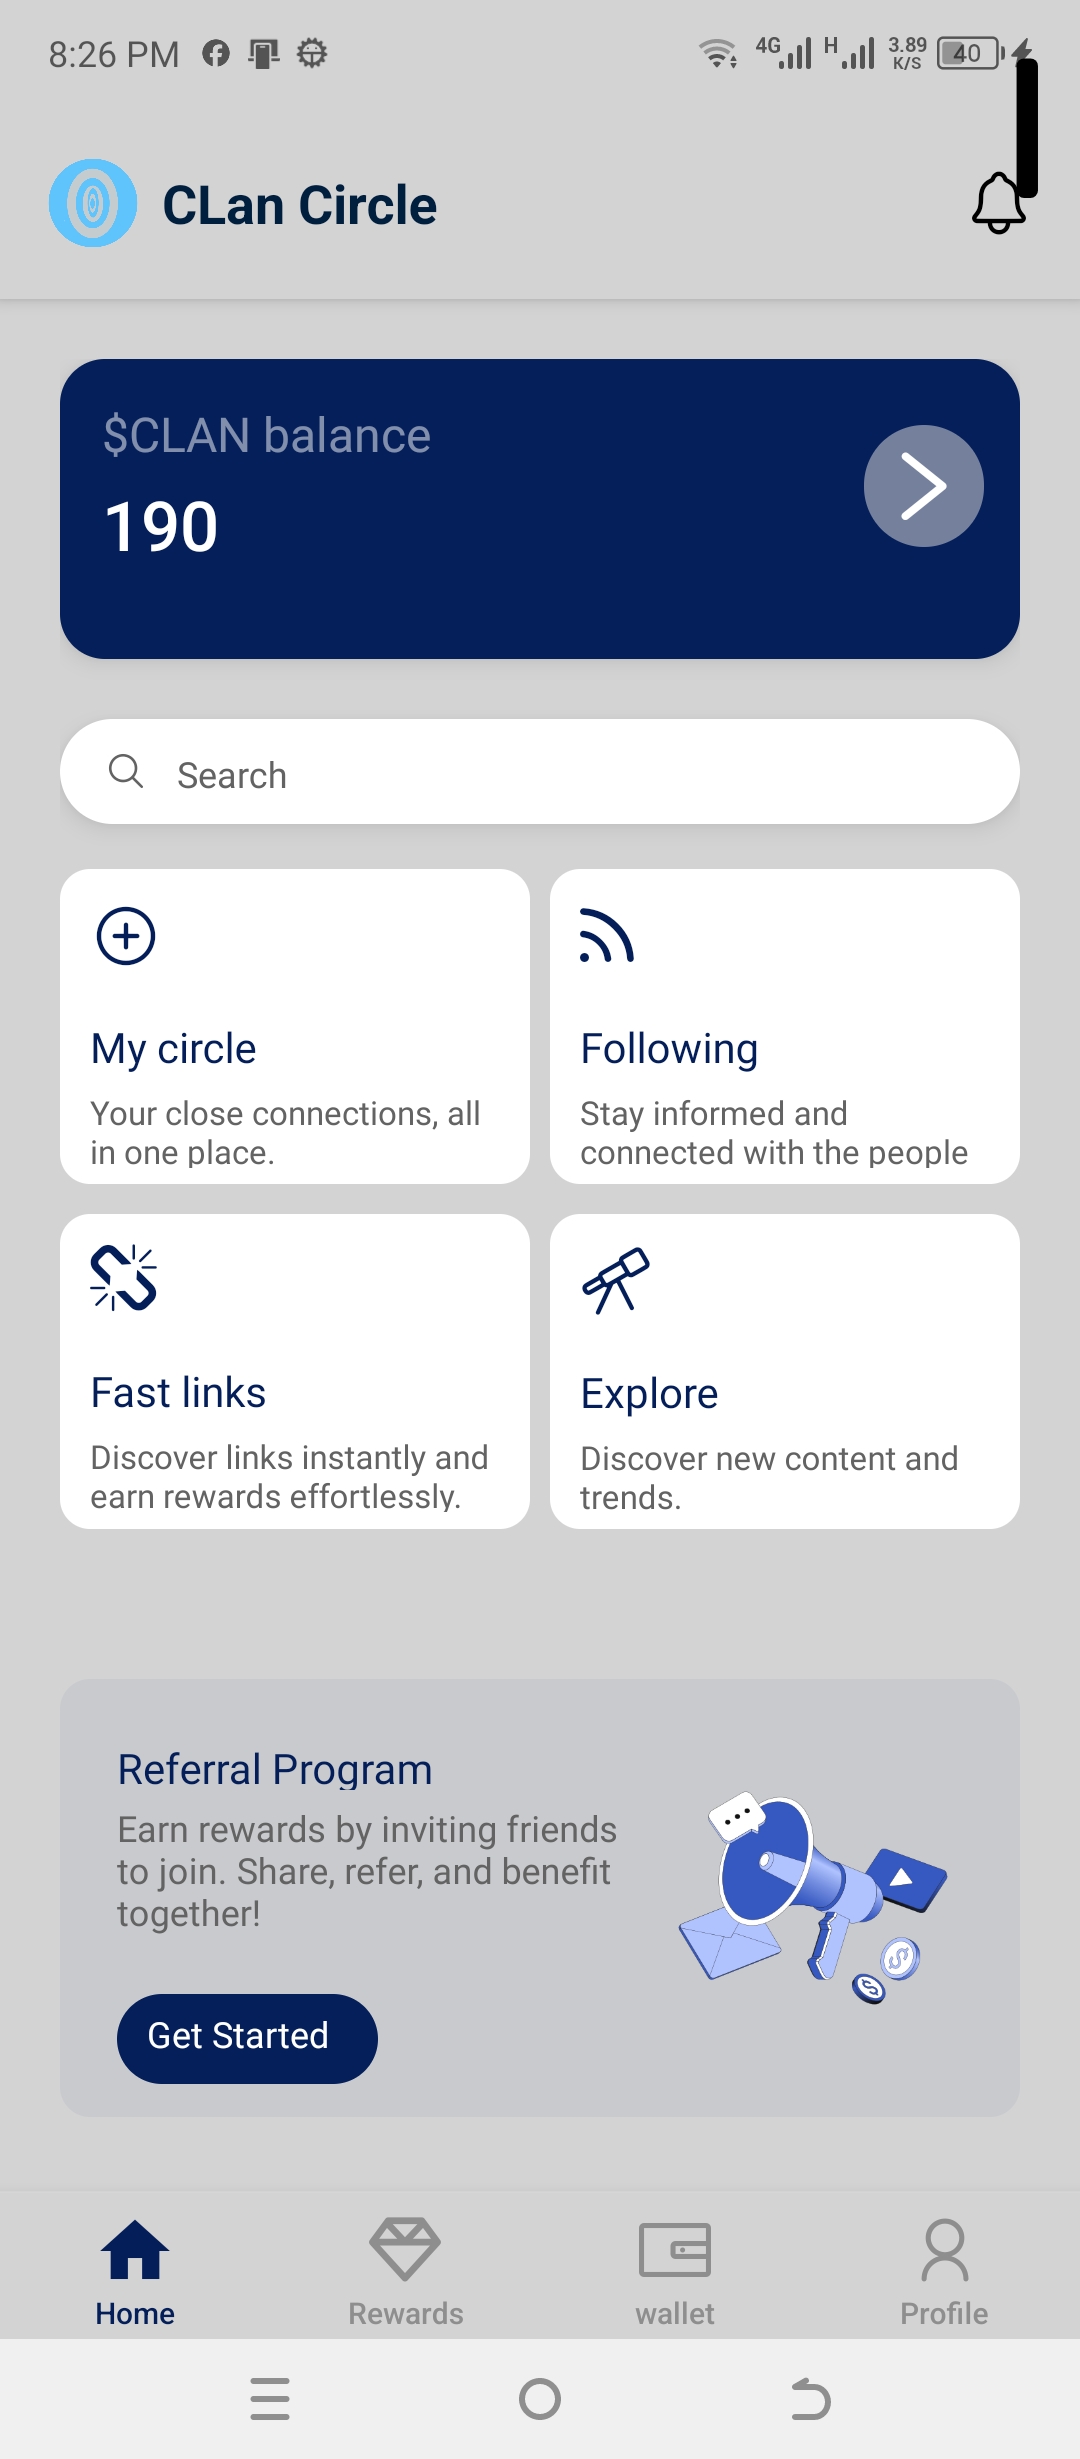 8:26 PM
4G H 3.89 K/S 40
CLan Circle
$CLAN balance
190
Search
My circle
Your close connections, all
in one place.
Following
Stay informed and
connected with the people
Fast links
Discover links instantly and
earn rewards effortlessly.
Explore
Discover new content and
trends.
Referral Program
Earn rewards by inviting friends
to join. Share, refer, and benefit
together!
Get Started
Home
Rewards
wallet
Profile